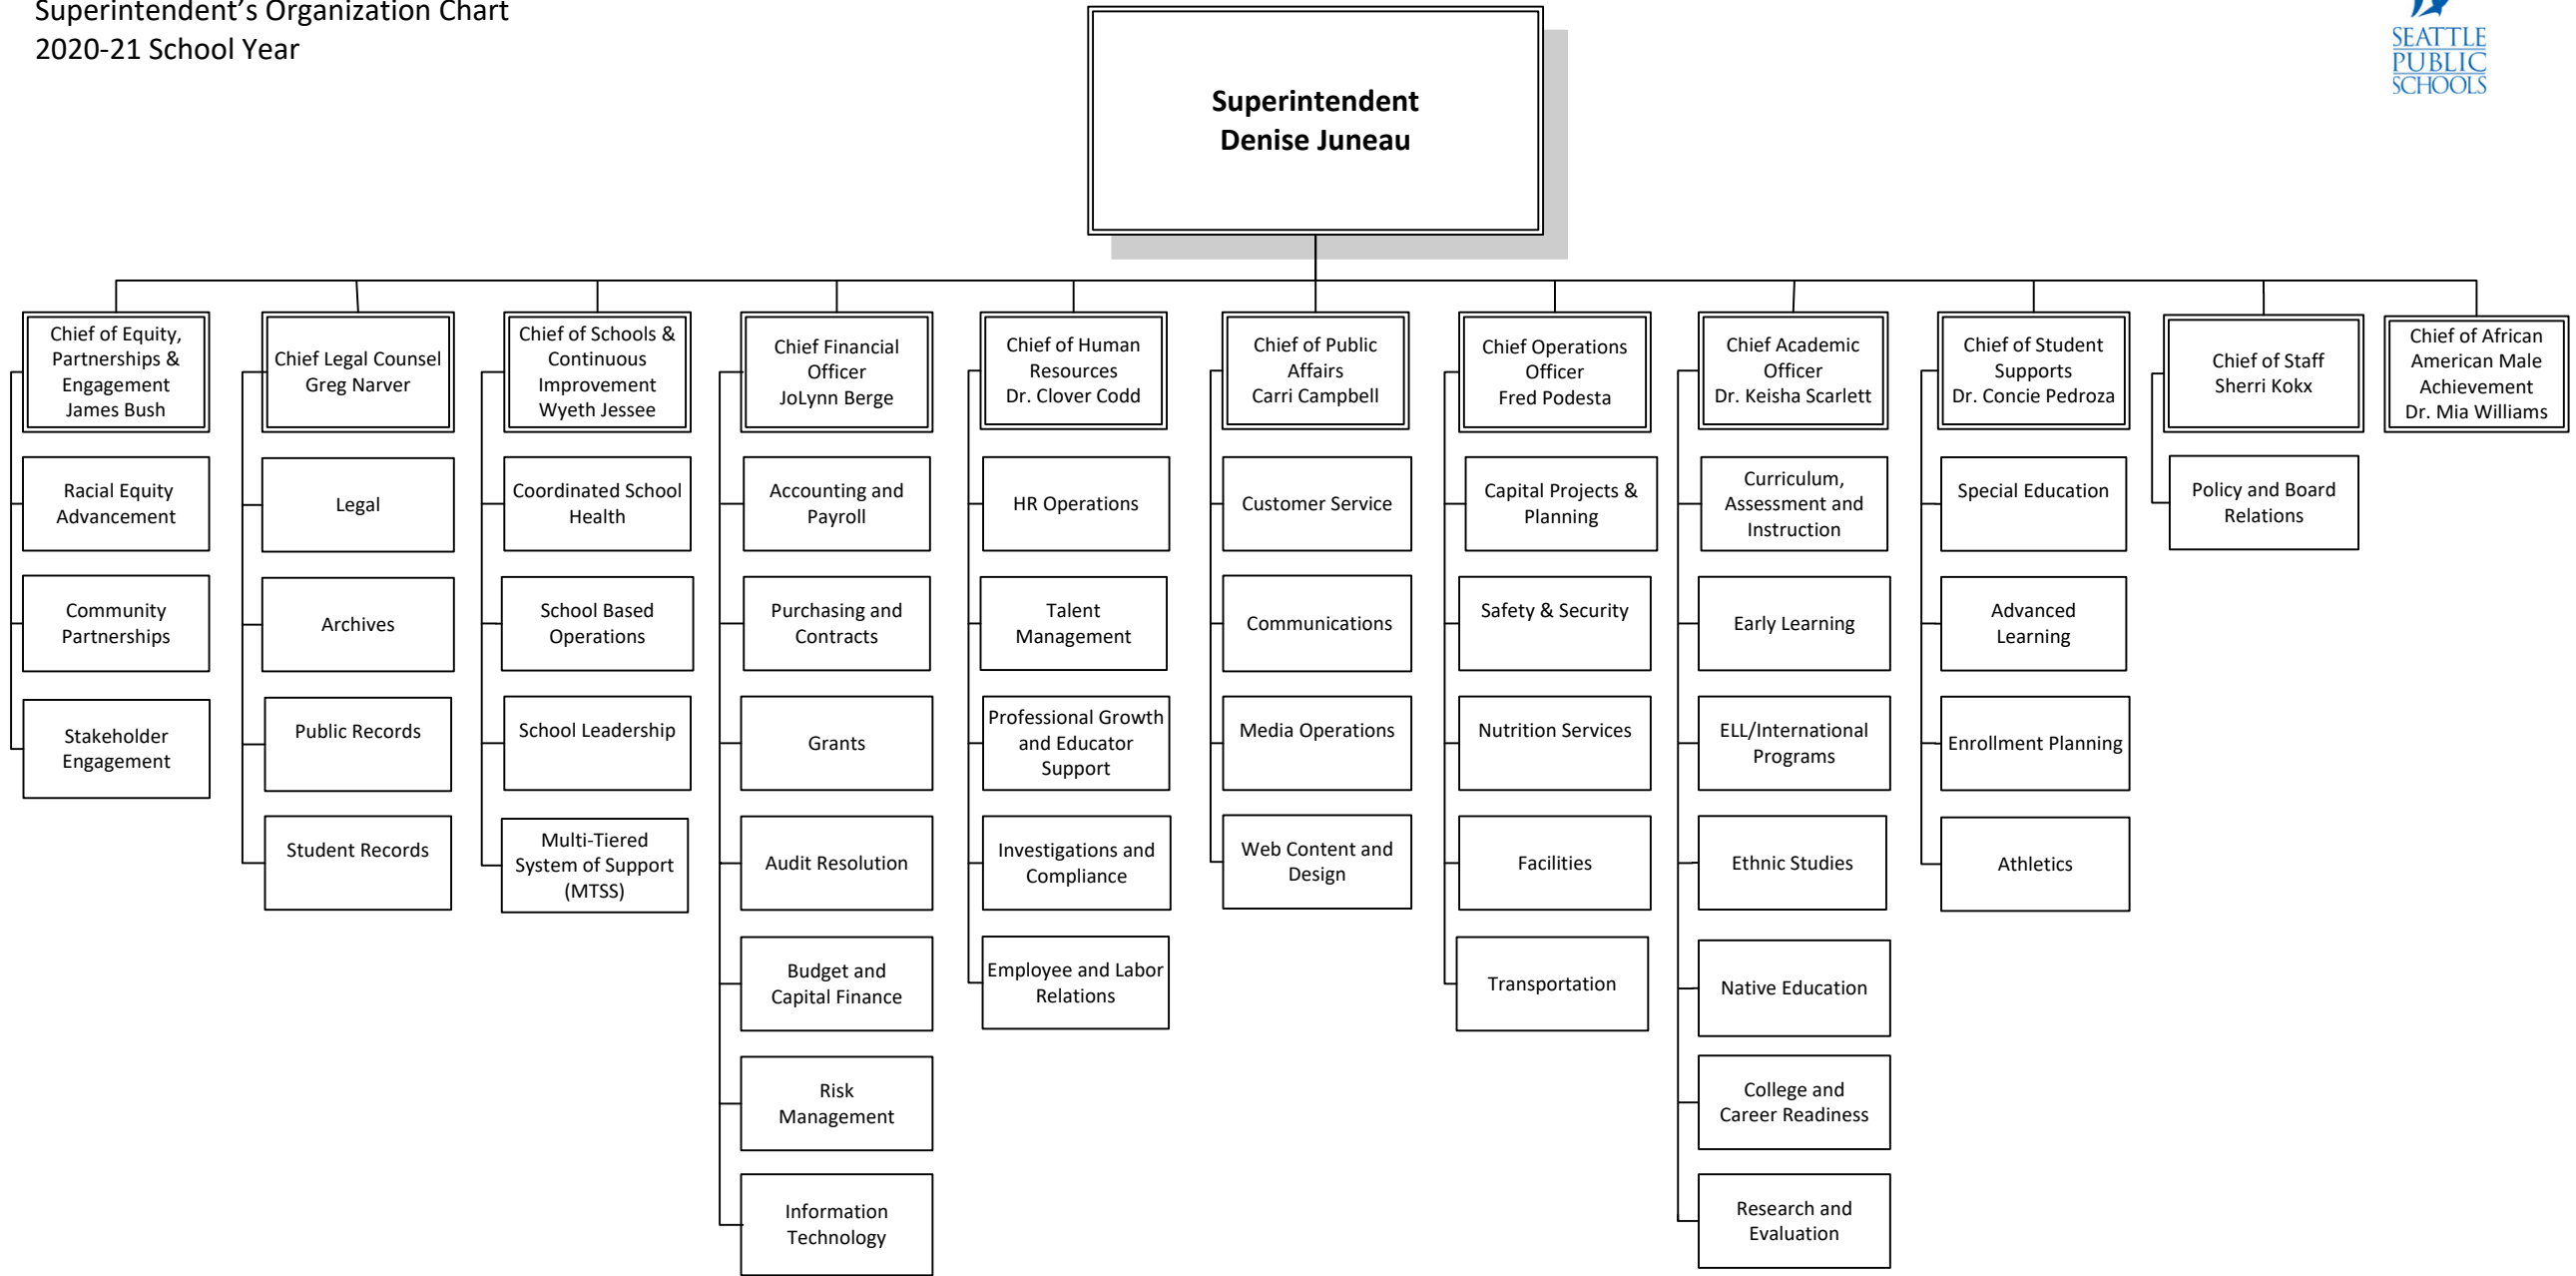 Superintendent's Organization Chart
2020-21 School Year
SEATTLE
PUBLIC
SCHOOLS
Superintendent
Denise Juneau
Chief of Equity,
Partnerships &
Engagement
James Bush
Racial Equity
Advancement
Community
Partnerships
Stakeholder
Engagement
Chief Legal Counsel
Greg Narver
Legal
Archives
Public Records
Student Records
Chief of Schools &
Continuous
Improvement
Wyeth Jessee
Coordinated School
Health
School Based
Operations
School Leadership
Multi-Tiered
System of Support
(MTSS)
Chief Financial
Officer
JoLynn Berge
Accounting and
Payroll
Purchasing and
Contracts
Grants
Audit Resolution
Budget and
Capital Finance
Risk
Management
Information
Technology
Chief of Human
Resources
Dr. Clover Codd
HR Operations
Talent
Management
Professional Growth
and Educator
Support
Investigations and
Compliance
Employee and Labor
Relations
Chief of Public
Affairs
Carri Campbell
Customer Service
Communications
Media Operations
Web Content and
Design
Chief Operations
Officer
Fred Podesta
Capital Projects &
Planning
Safety & Security
Nutrition Services
Facilities
Transportation
Chief Academic
Officer
Dr. Keisha Scarlett
Curriculum,
Assessment and
Instruction
Early Learning
ELL/International
Programs
Ethnic Studies
Native Education
College and
Career Readiness
Research and
Evaluation
Chief of Student
Supports
Dr. Concie Pedroza
Special Education
Advanced
Learning
Enrollment Planning
Athletics
Chief of Staff
Sherri Kokx
Policy and Board
Relations
Chief of African
American Male
Achievement
Dr. Mia Williams